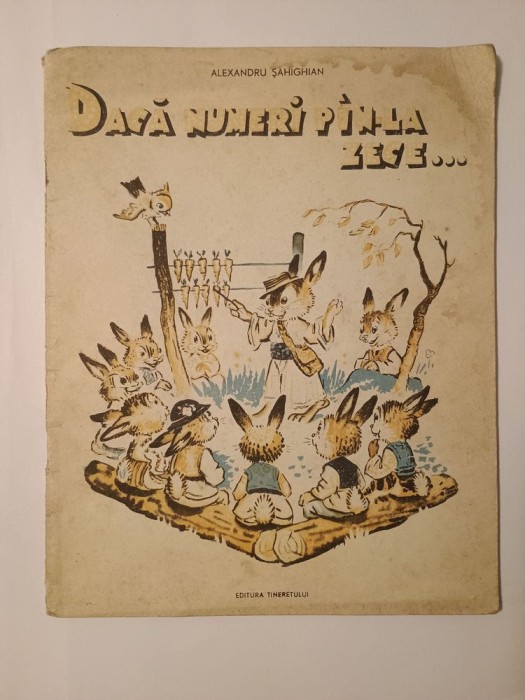 ALEXANDRU ȘAHIGHIAN
DACĂ NUMERI PÎN-LA
ZECE...
EDITURA TINERETULUI